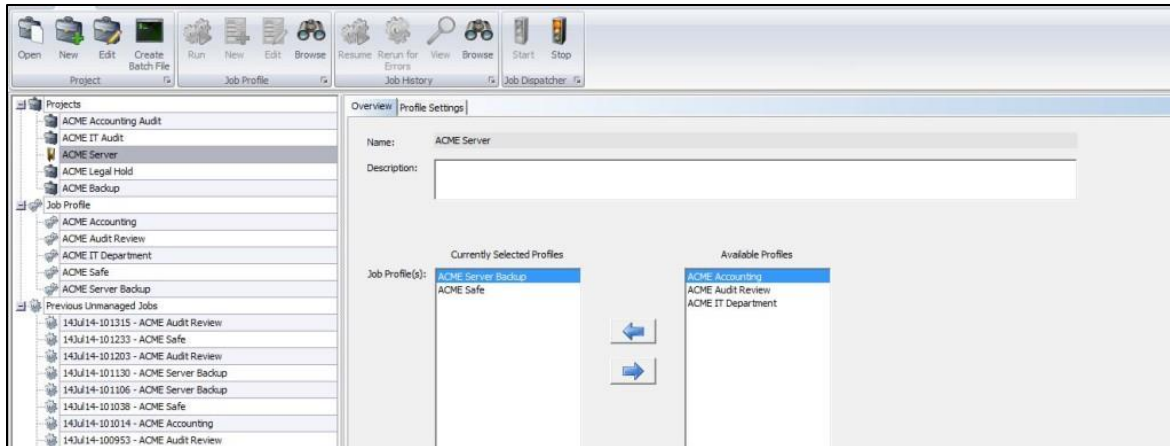 Open New Edit Create Batch File Run New Edit Browse Resume Rerun for Errors View Browse Start Stop
Project Job Profile Job History Job Dispatcher
Projects
ACME Accounting Audit
ACME IT Audit
ACME Server
ACME Legal Hold
ACME Backup
Job Profile
ACME Accounting
ACME Audit Review
ACME IT Department
ACME Safe
ACME Server Backup
Previous Unmanaged Jobs
14Jul14-101315 - ACME Audit Review
14Jul14-101233 - ACME Safe
14Jul14-101203 - ACME Audit Review
14Jul14-101130 - ACME Server Backup
14Jul14-101106 - ACME Server Backup
14Jul14-101038 - ACME Safe
14Jul14-101014 - ACME Accounting
14Jul14-100953 - ACME Audit Review
Overview Profile Settings
Name: ACME Server
Description:
Currently Selected Profiles Available Profiles
Job Profile(s): ACME Server Backup ACME Accounting
ACME Safe ACME Audit Review
ACME IT Department